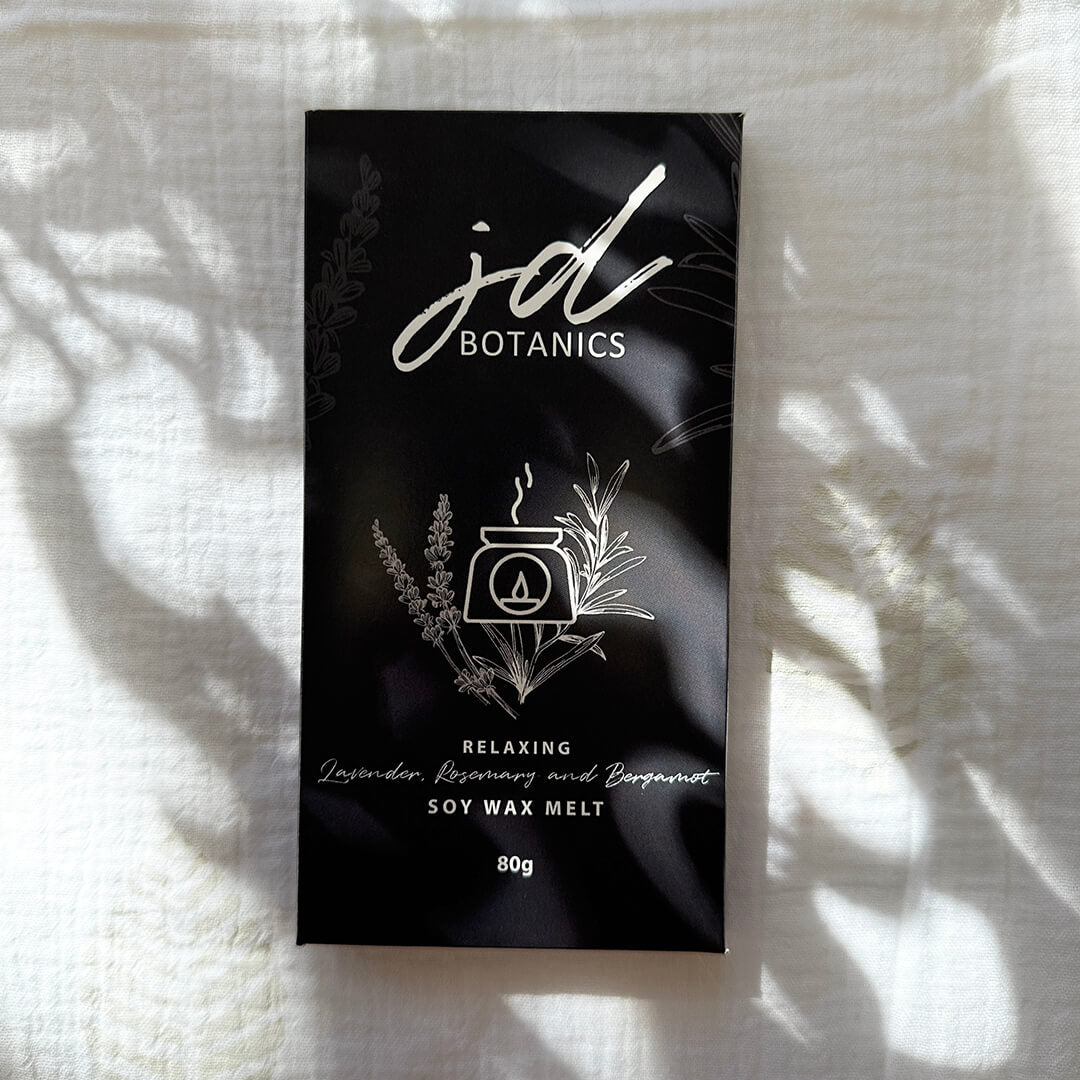 jd
BOTANICS
RELAXING
Lavender, Rosemary and Bergamot
SOY WAX MELT
80g